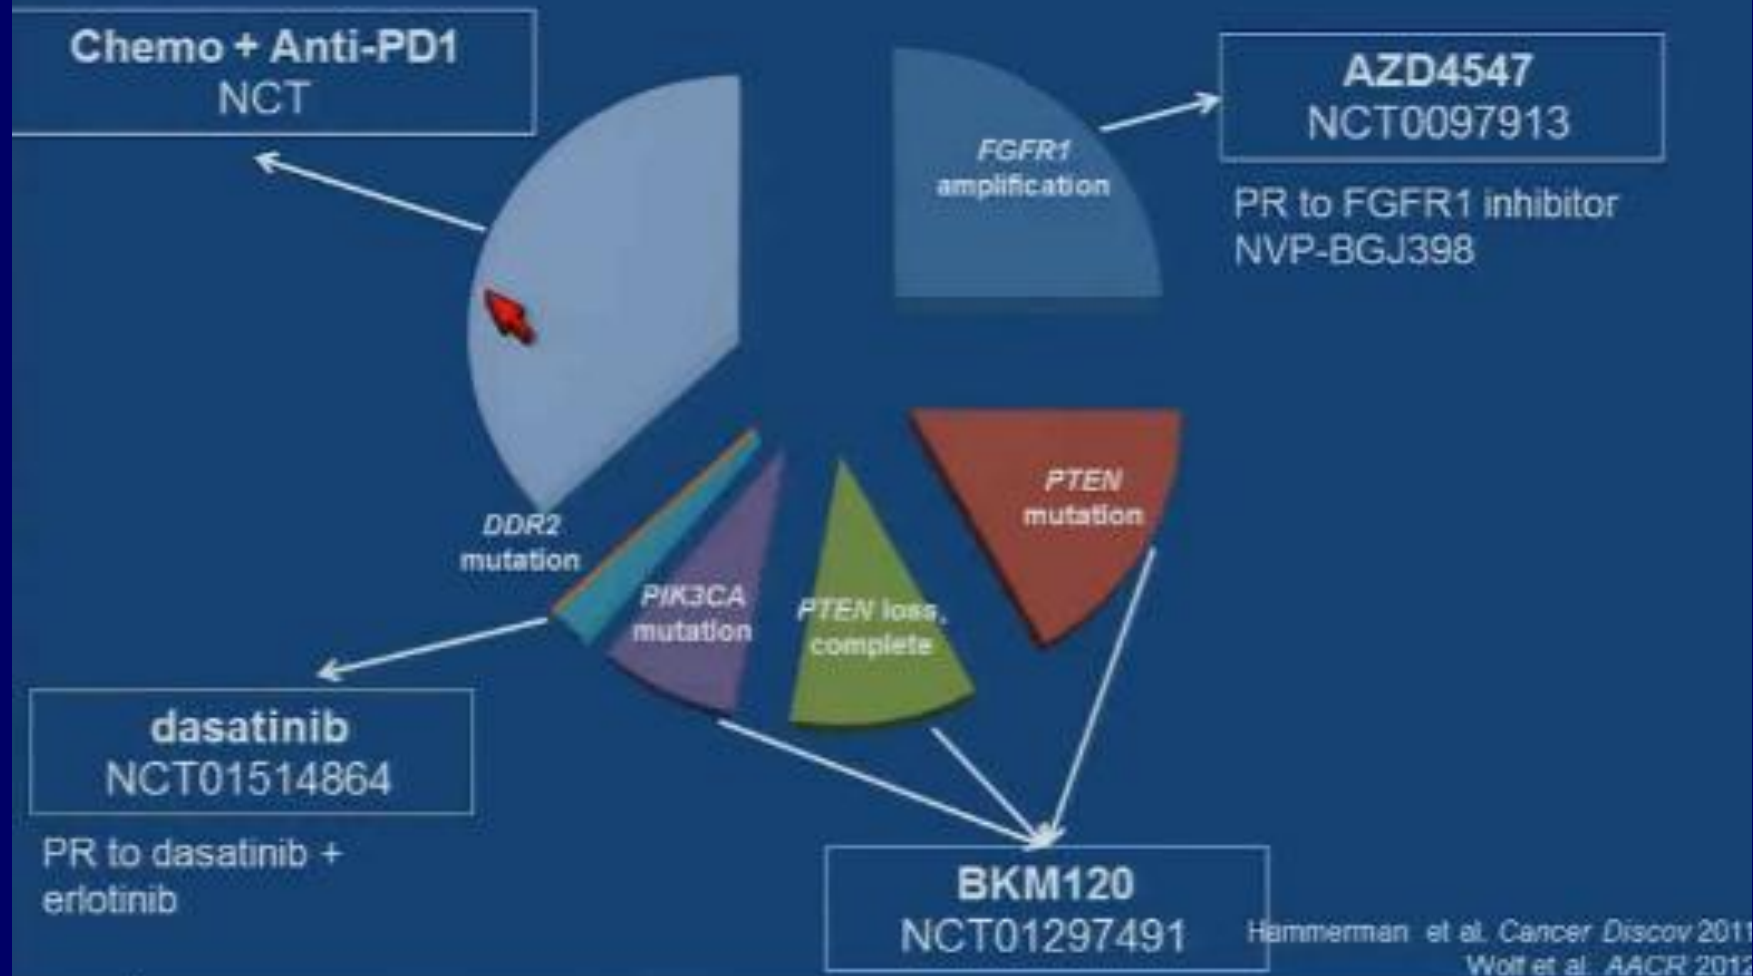 Chemo + Anti-PD1
NCT
FGFR1
amplification
AZD4547
NCT0097913
PR to FGFR1 inhibitor
NVP-BGJ398
PTEN
mutation
DDR2
mutation
PIK3CA
mutation
PTEN loss,
complete
dasatinib
NCT01514864
PR to dasatinib +
erlotinib
BKM120
NCT01297491
Hammerman et al. Cancer Discov 2011
Wolf et al. AACR 2012